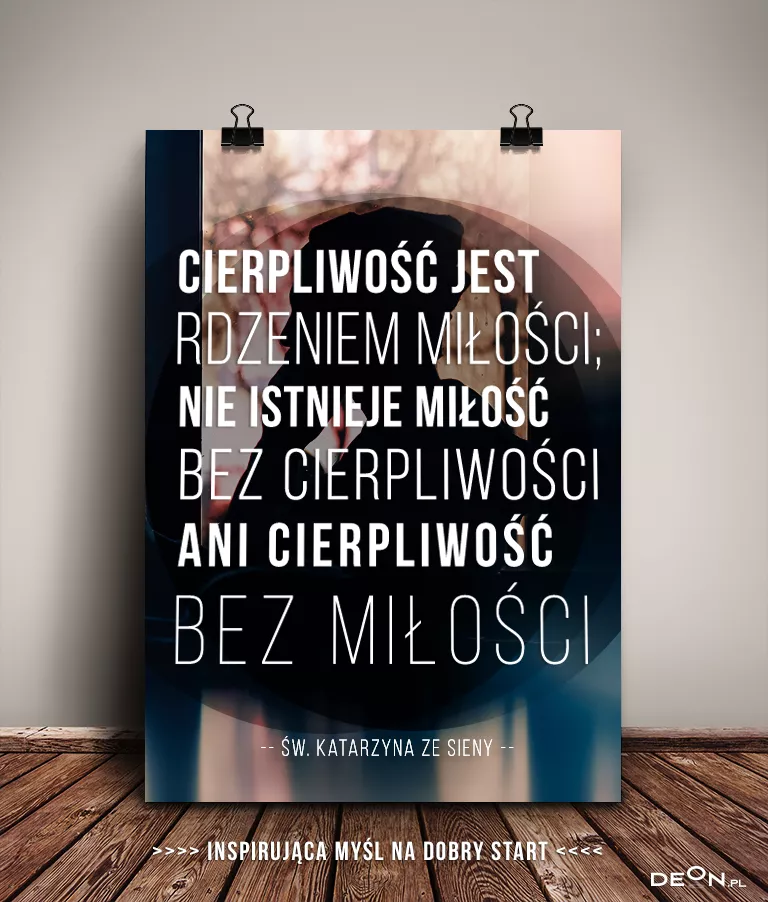 CIERPLIWOŚĆ JEST
RDZENIEM MIŁOŚCI;
NIE ISTNIEJE MIŁOŚĆ
BEZ CIERPLIWOŚCI
ANI CIERPLIWOŚĆ
BEZ MIŁOŚCI
-- ŚW. KATARZYNA ZE SIENY --
>>>> INSPIRUJĄCA MYŚL NA DOBRY START <<<<
DEON.PL